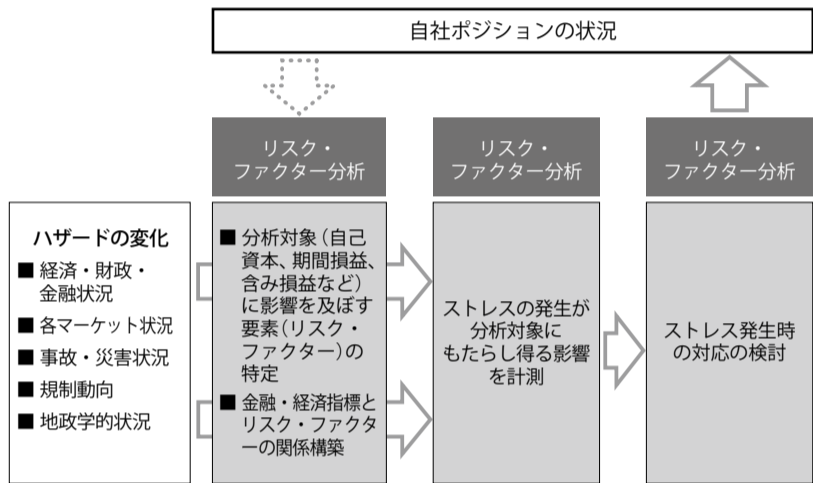 自社ポジションの状況
リスク・
ファクター分析
リスク・
ファクター分析
リスク・
ファクター分析
ハザードの変化
■ 経済・財政・
金融状況
■ 各マーケット状況
■ 事故・災害状況
■ 規制動向
■ 地政学的状況
■ 分析対象（自己
資本、期間損益、
含み損益など）
に影響を及ぼす
要素（リスク・
ファクター）の
特定
■ 金融・経済指標と
リスク・ファクタ
ーの関係構築
ストレスの発生が
分析対象に
もたらし得る影響
を計測
ストレス発生時
の対応の検討